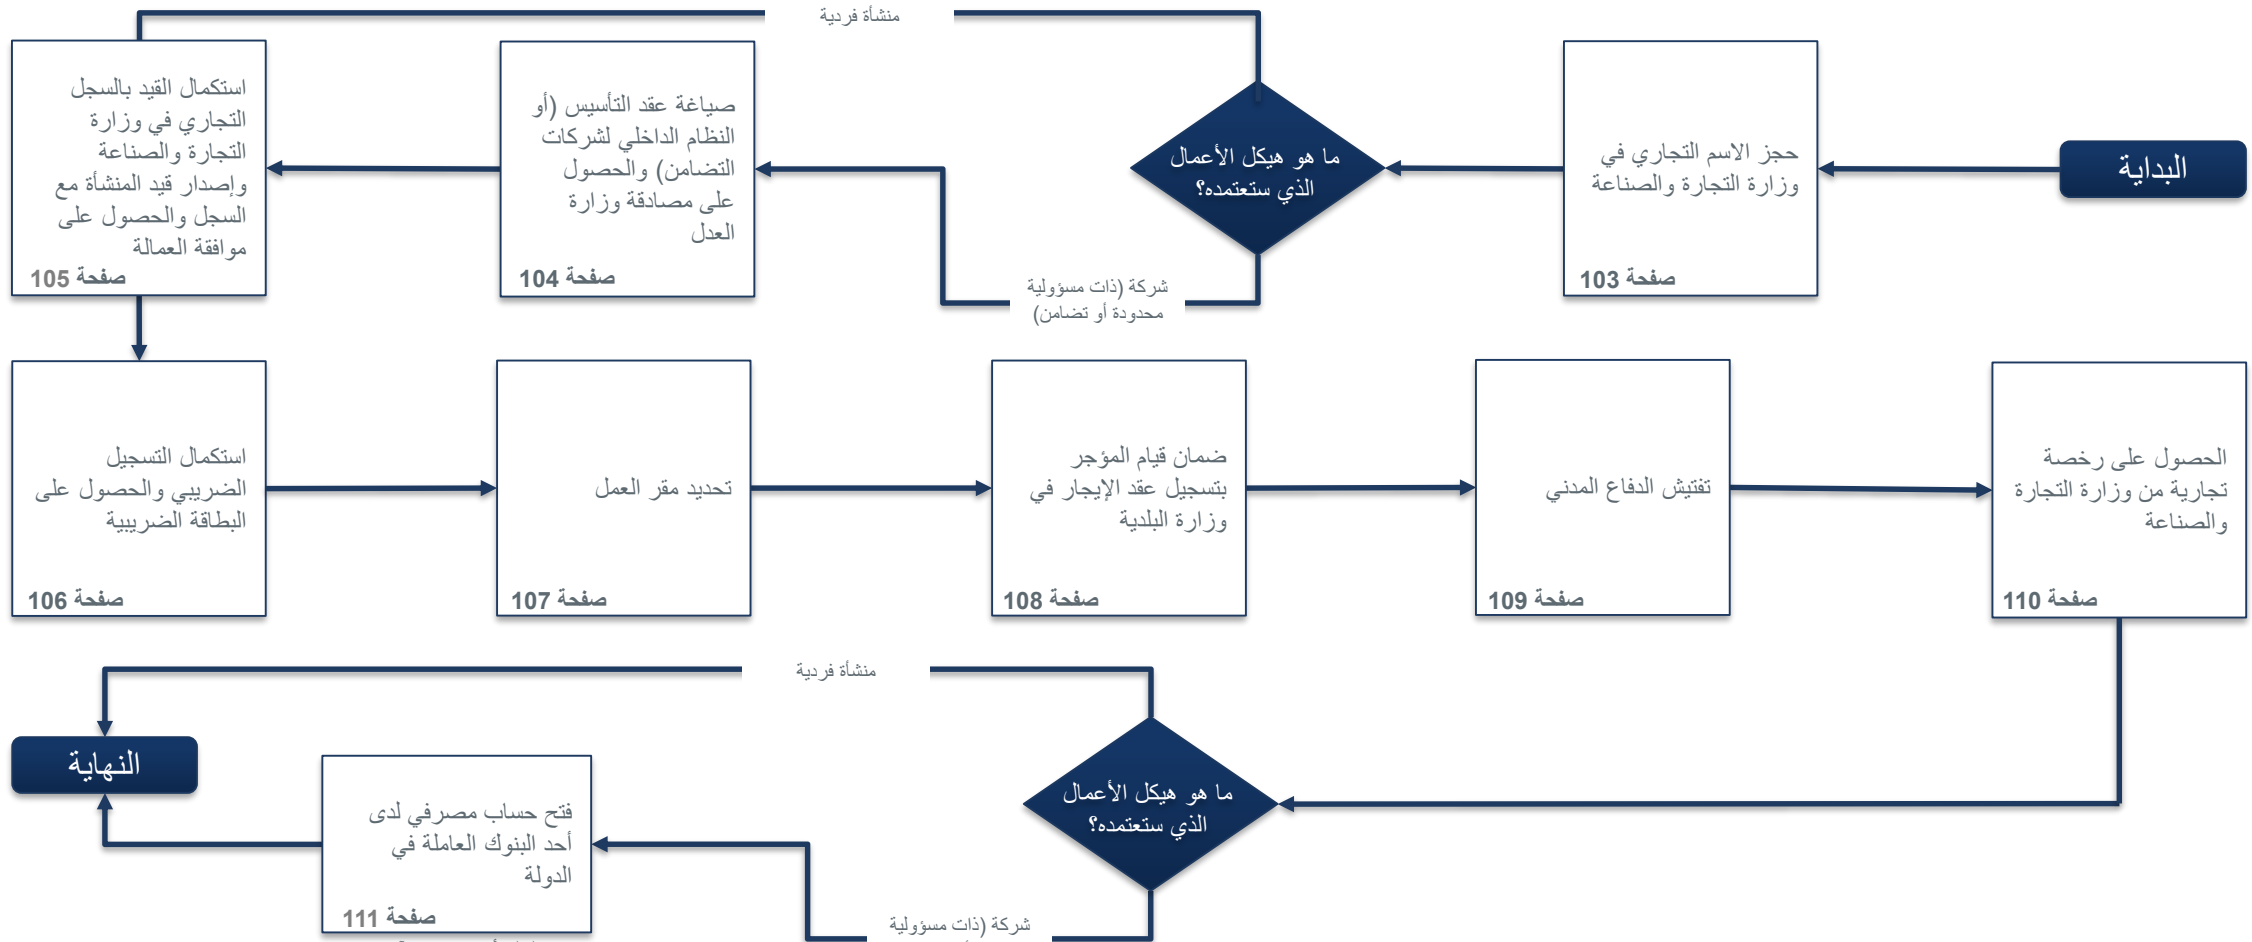 منشأة فردية
البداية
حجز الاسم التجاري في
وزارة التجارة والصناعة
صفحة 103
ما هو هيكل الأعمال
الذي ستعتمده؟
شركة (ذات مسؤولية
محدودة أو تضامن)
صياغة عقد التأسيس (أو
النظام الداخلي لشركات
التضامن) والحصول
على مصادقة وزارة
العدل
صفحة 104
استكمال القيد بالسجل
التجاري في وزارة
التجارة والصناعة
وإصدار قيد المنشأة مع
السجل والحصول على
موافقة العمالة
صفحة 105
استكمال التسجيل
الضريبي والحصول على
البطاقة الضريبية
صفحة 106
تحديد مقر العمل
صفحة 107
ضمان قيام المؤجر
بتسجيل عقد الإيجار في
وزارة البلدية
صفحة 108
تفتيش الدفاع المدني
صفحة 109
الحصول على رخصة
تجارية من وزارة التجارة
والصناعة
صفحة 110
منشأة فردية
ما هو هيكل الأعمال
الذي ستعتمده؟
شركة (ذات مسؤولية
فتح حساب مصرفي لدى
أحد البنوك العاملة في
الدولة
صفحة 111
النهاية